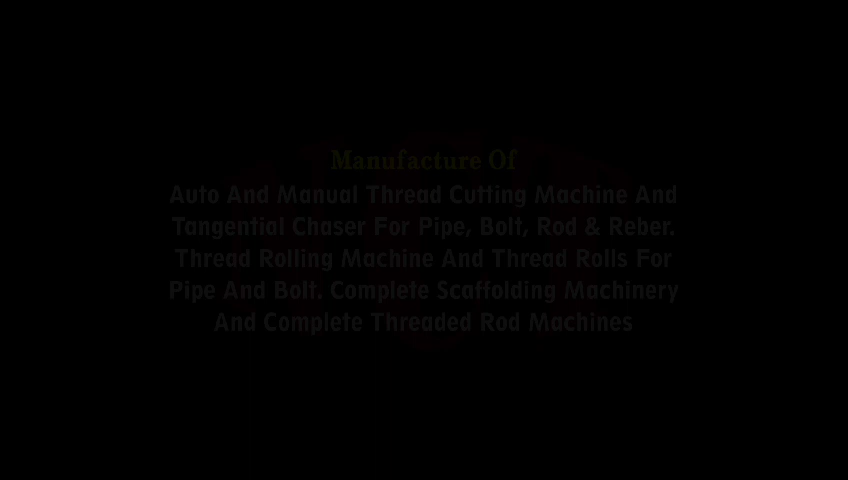 Manufacture Of
Auto And Manual Thread Cutting Machine And
Tangential Chaser For Pipe, Bolt, Rod & Reber.
Thread Rolling Machine And Thread Rolls For
Pipe And Bolt. Complete Scaffolding Machinery
And Complete Threaded Rod Machines